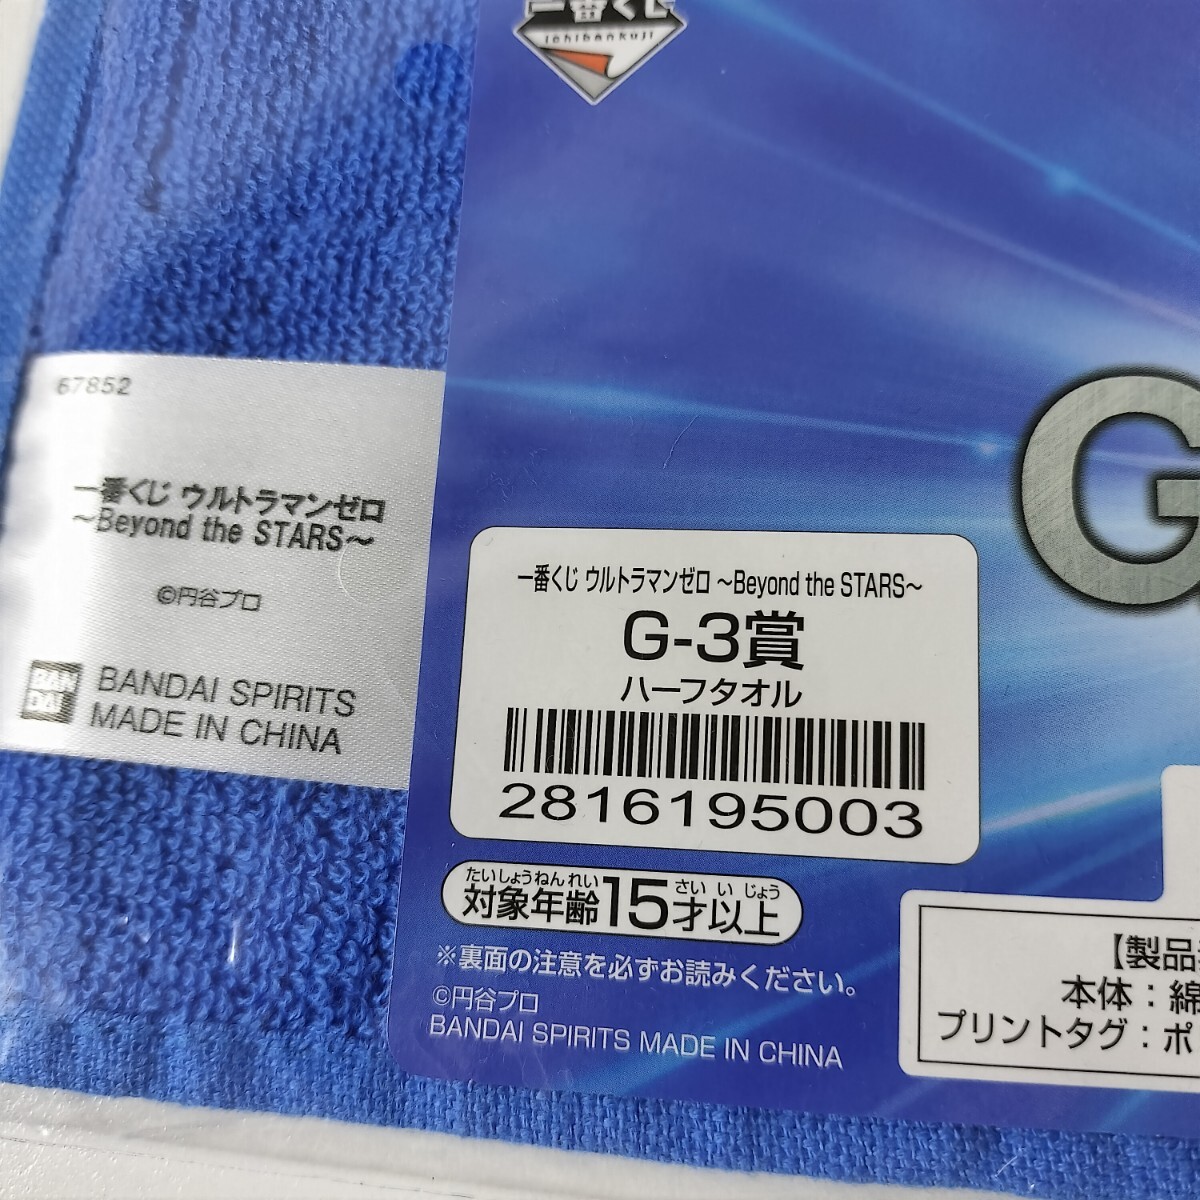 一番くじ
ichibankuji
67852
一番くじ ウルトラマンゼロ
～Beyond the STARS～
©円谷プロ
BAN
DAI
BANDAI SPIRITS
MADE IN CHINA
G
一番くじ ウルトラマンゼロ ～Beyond the STARS～
G-3賞
ハーフタオル
2816195003
たいしょうねんれい さい い じょう
対象年齢15才以上
※裏面の注意を必ずお読みください。
©円谷プロ
BANDAI SPIRITS MADE IN CHINA
【製品
本体：綿
プリントタグ：ポ